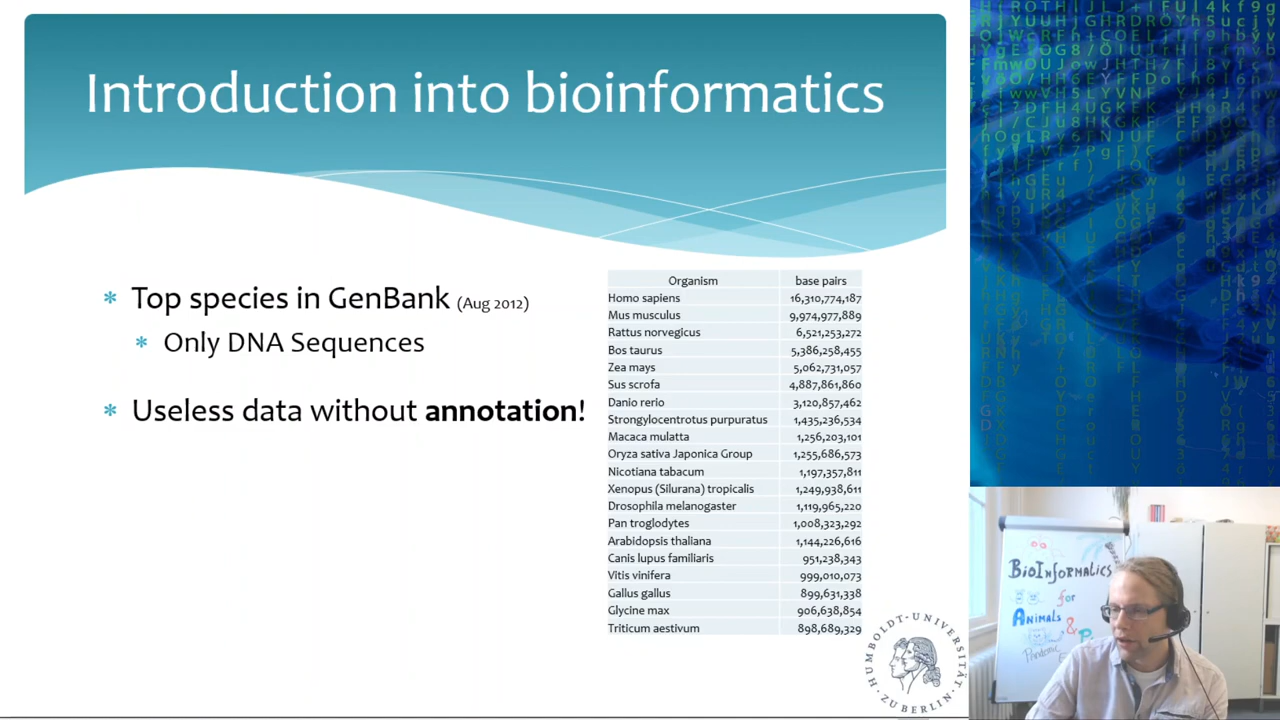 Introduction into bioinformatics
* Top species in GenBank (Aug 2012)
* Only DNA Sequences
* Useless data without annotation!
Organism base pairs
Homo sapiens 16,310,774,187
Mus musculus 9,974,977,889
Rattus norvegicus 6,521,253,272
Bos taurus 5,386,258,455
Zea mays 5,062,731,057
Sus scrofa 4,887,861,860
Danio rerio 3,120,857,462
Strongylocentrotus purpuratus 1,435,236,534
Macaca mulatta 1,256,203,101
Oryza sativa Japonica Group 1,255,686,573
Nicotiana tabacum 1,197,357,811
Xenopus (Silurana) tropicalis 1,249,938,611
Drosophila melanogaster 1,119,965,220
Pan troglodytes 1,008,323,292
Arabidopsis thaliana 1,144,226,616
Canis lupus familiaris 951,238,343
Vitis vinifera 999,010,073
Gallus gallus 899,631,338
Glycine max 906,638,854
Triticum aestivum 898,689,329
HUMBOLDT-UNIVERSITÄT
ZU BERLIN
BioInformatics
for
Animals
& P
Pandemic